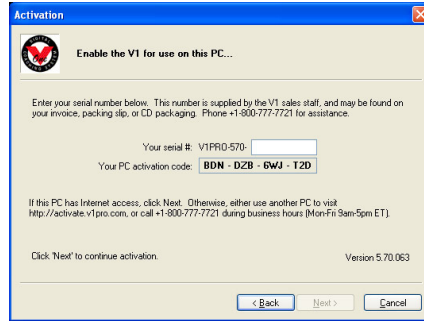 Activation
Enable the V1 for use on this PC...
Enter your serial number below. This number is supplied by the V1 sales staff, and may be found on
your invoice, packing slip, or CD packaging. Phone +1-800-777-7721 for assistance.
Your serial #: V1PRO-570-
Your PC activation code: BDN - DZB - 6WJ - T2D
If this PC has Internet access, click Next. Otherwise, either use another PC to visit
http://activate.v1pro.com, or call +1-800-777-7721 during business hours (Mon-Fri 9am-5pm ET).
Click 'Next' to continue activation.
Version 5.70.063
< Back
Next >
Cancel